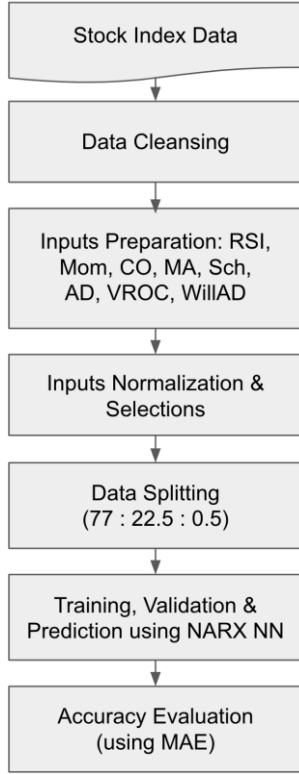 Stock Index Data
Data Cleansing
Inputs Preparation: RSI,
Mom, CO, MA, Sch,
AD, VROC, WillAD
Inputs Normalization &
Selections
Data Splitting
(77 : 22.5 : 0.5)
Training, Validation &
Prediction using NARX NN
Accuracy Evaluation
(using MAE)